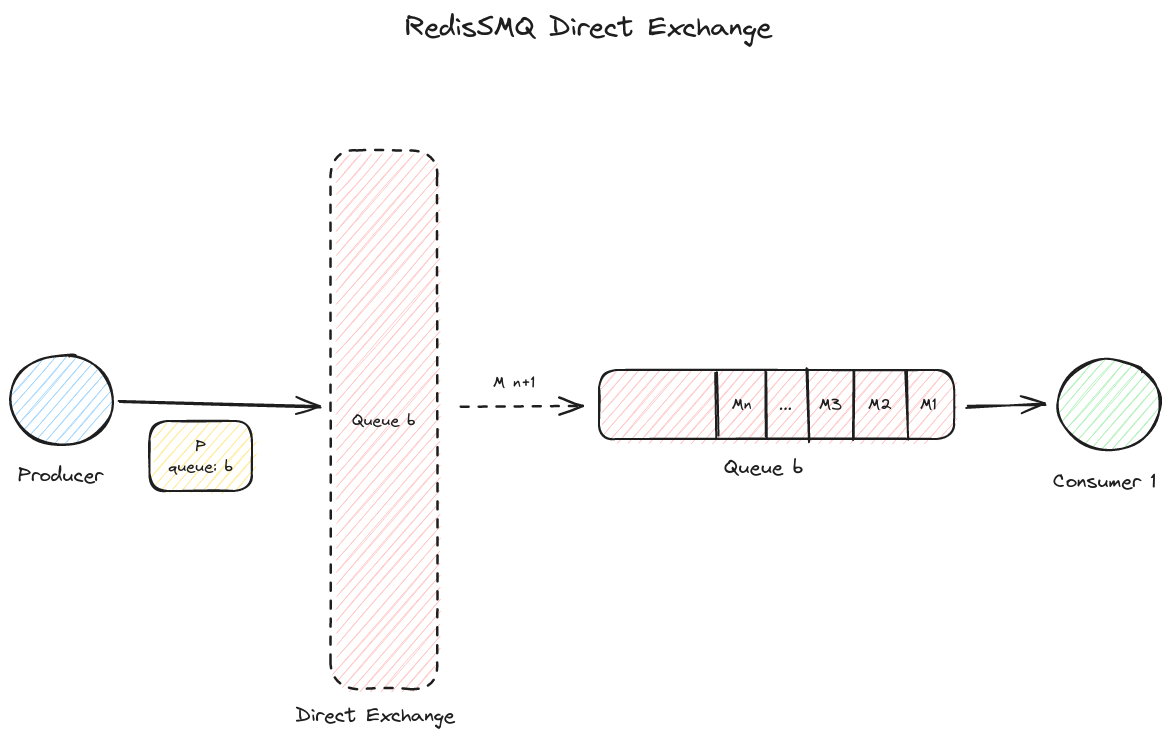 RedisSMQ Direct Exchange
M n+1
Mn
...
M3
M2
M1
Queue b
P
queue: b
Queue b
Producer
Consumer 1
Direct Exchange